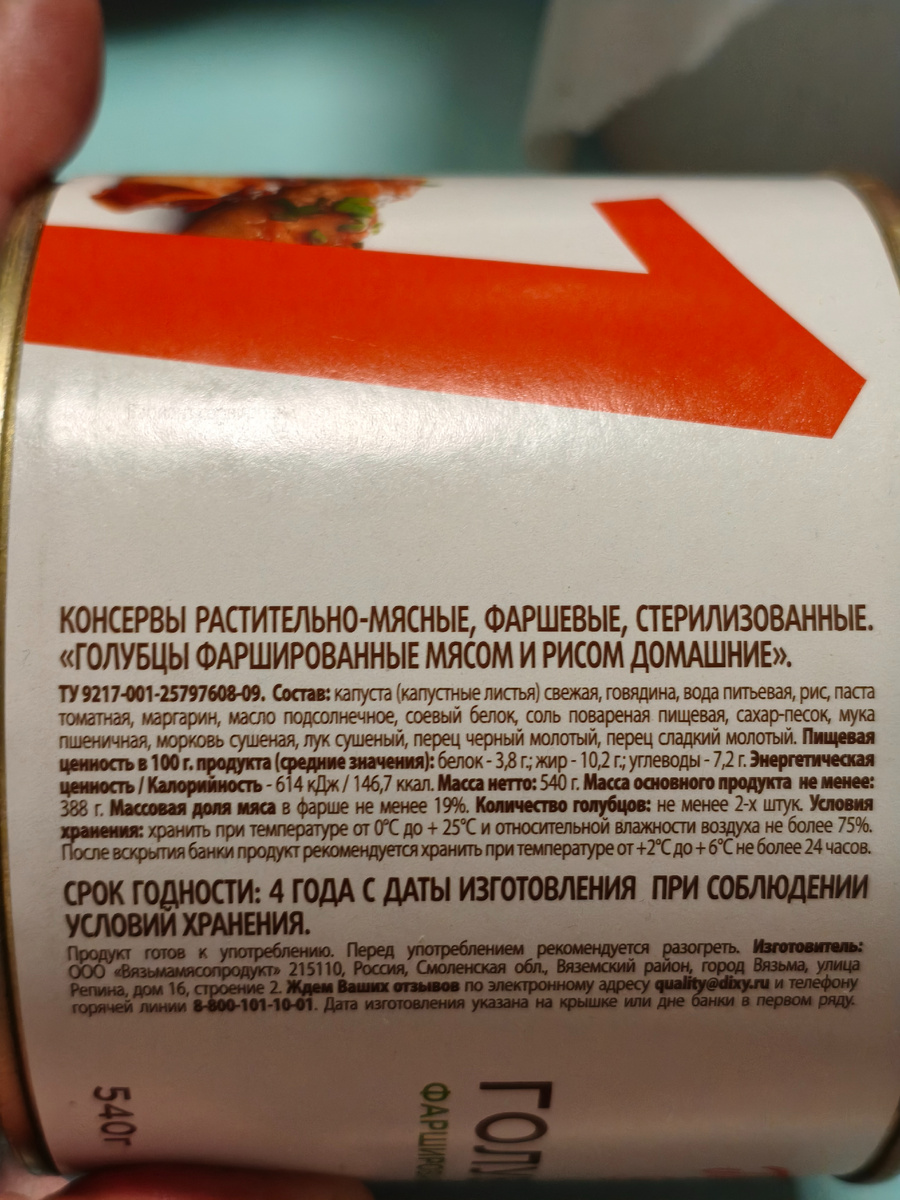 1
КОНСЕРВЫ РАСТИТЕЛЬНО-МЯСНЫЕ, ФАРШЕВЫЕ, СТЕРИЛИЗОВАННЫЕ.
«ГОЛУБЦЫ ФАРШИРОВАННЫЕ МЯСОМ И РИСОМ ДОМАШНИЕ».
ТУ 9217-001-25797608-09. Состав: капуста (капустные листья) свежая, говядина, вода питьевая, рис, паста
томатная, маргарин, масло подсолнечное, соевый белок, соль повареная пищевая, сахар-песок, мука
пшеничная, морковь сушеная, лук сушеный, перец черный молотый, перец сладкий молотый. Пищевая
ценность в 100 г. продукта (средние значения): белок - 3,8 г.; жир - 10,2 г.; углеводы - 7,2 г. Энергетическая
ценность / Калорийность - 614 кДж / 146,7 ккал. Масса нетто: 540 г. Масса основного продукта не менее:
388 г. Массовая доля мяса в фарше не менее 19%. Количество голубцов: не менее 2-х штук. Условия
хранения: хранить при температуре от 0°С до + 25°С и относительной влажности воздуха не более 75%.
После вскрытия банки продукт рекомендуется хранить при температуре от +2°С до + 6°С не более 24 часов.
СРОК ГОДНОСТИ: 4 ГОДА С ДАТЫ ИЗГОТОВЛЕНИЯ ПРИ СОБЛЮДЕНИИ
УСЛОВИЙ ХРАНЕНИЯ.
Продукт готов к употреблению. Перед употреблением рекомендуется разогреть. Изготовитель:
ООО «Вязьмамясопродукт» 215110, Россия, Смоленская обл., Вяземский район, город Вязьма, улица
Репина, дом 16, строение 2. Ждем Ваших отзывов по электронному адресу quality@dixy.ru и телефону
горячей линии 8-800-101-10-01. Дата изготовления указана на крышке или дне банки в первом ряду.
ГОЛУ
ФАРШИРОВ
540г